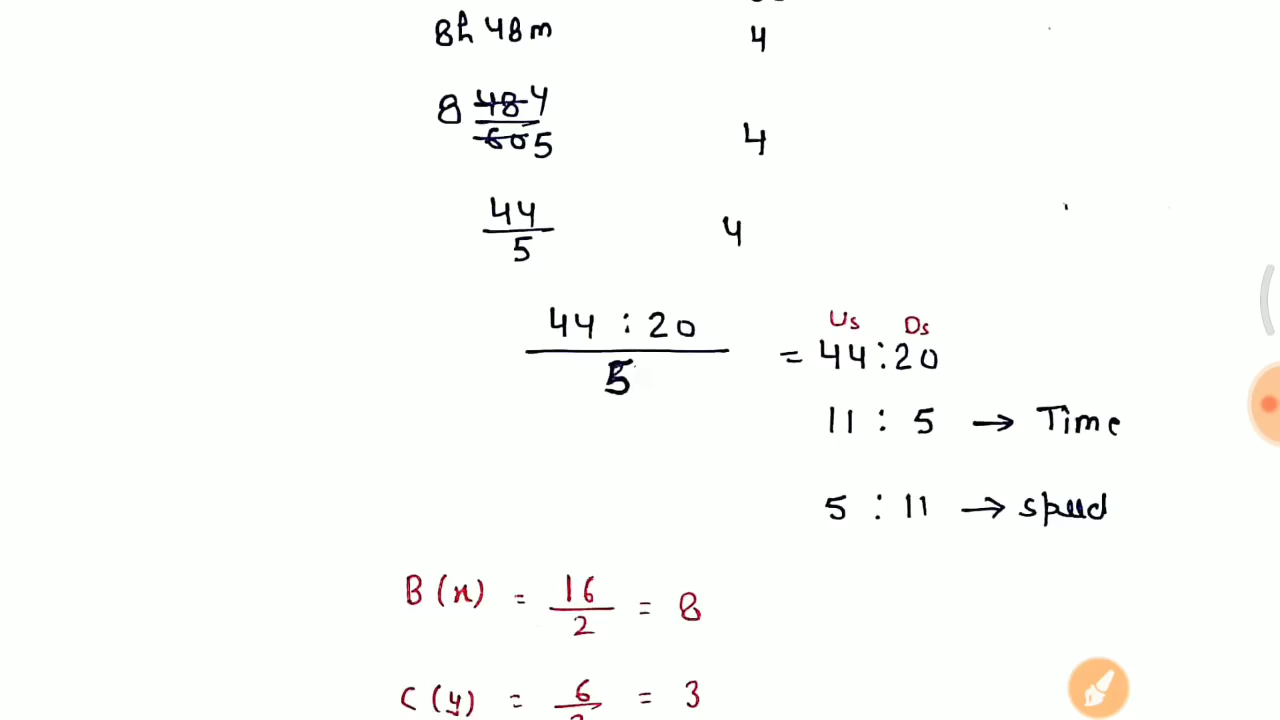 8h 48m 4
8 48/60 4/5 4
44/5 4
44 : 20 / 5 = 44 : 20
Us Ds
11 : 5 → Time
5 : 11 → speed
B (x) = 16/2 = 8
C (y) = 6/2 = 3